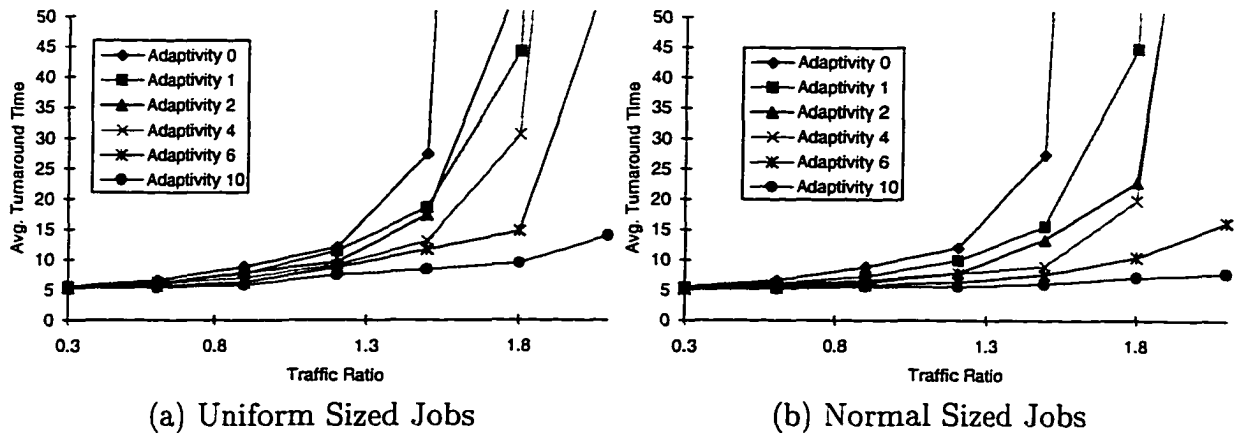 50
45
40
35
30
25
20
15
10
5
0
Avg. Turnaround Time
Adaptivity 0
Adaptivity 1
Adaptivity 2
Adaptivity 4
Adaptivity 6
Adaptivity 10
0.3
0.8
1.3
1.8
Traffic Ratio
(a) Uniform Sized Jobs
50
45
40
35
30
25
20
15
10
5
0
Avg. Turnaround Time
Adaptivity 0
Adaptivity 1
Adaptivity 2
Adaptivity 4
Adaptivity 6
Adaptivity 10
0.3
0.8
1.3
1.8
Traffic Ratio
(b) Normal Sized Jobs